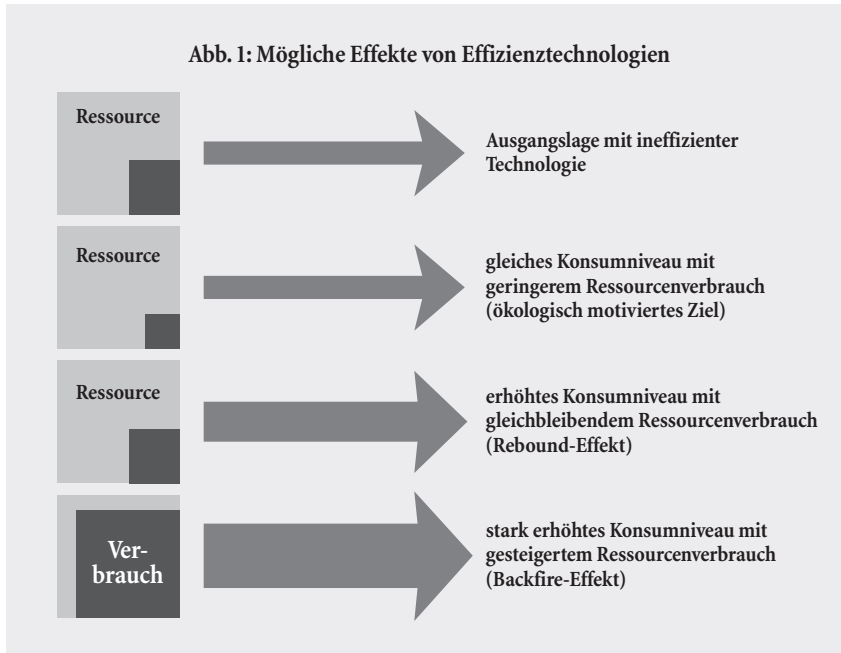 Abb. 1: Mögliche Effekte von Effizienztechnologien
Ressource
Ausgangslage mit ineffizienter
Technologie
Ressource
gleiches Konsumniveau mit
geringerem Ressourcenverbrauch
(ökologisch motiviertes Ziel)
Ressource
erhöhtes Konsumniveau mit
gleichbleibendem Ressourcenverbrauch
(Rebound-Effekt)
Ver-
brauch
stark erhöhtes Konsumniveau mit
gesteigertem Ressourcenverbrauch
(Backfire-Effekt)